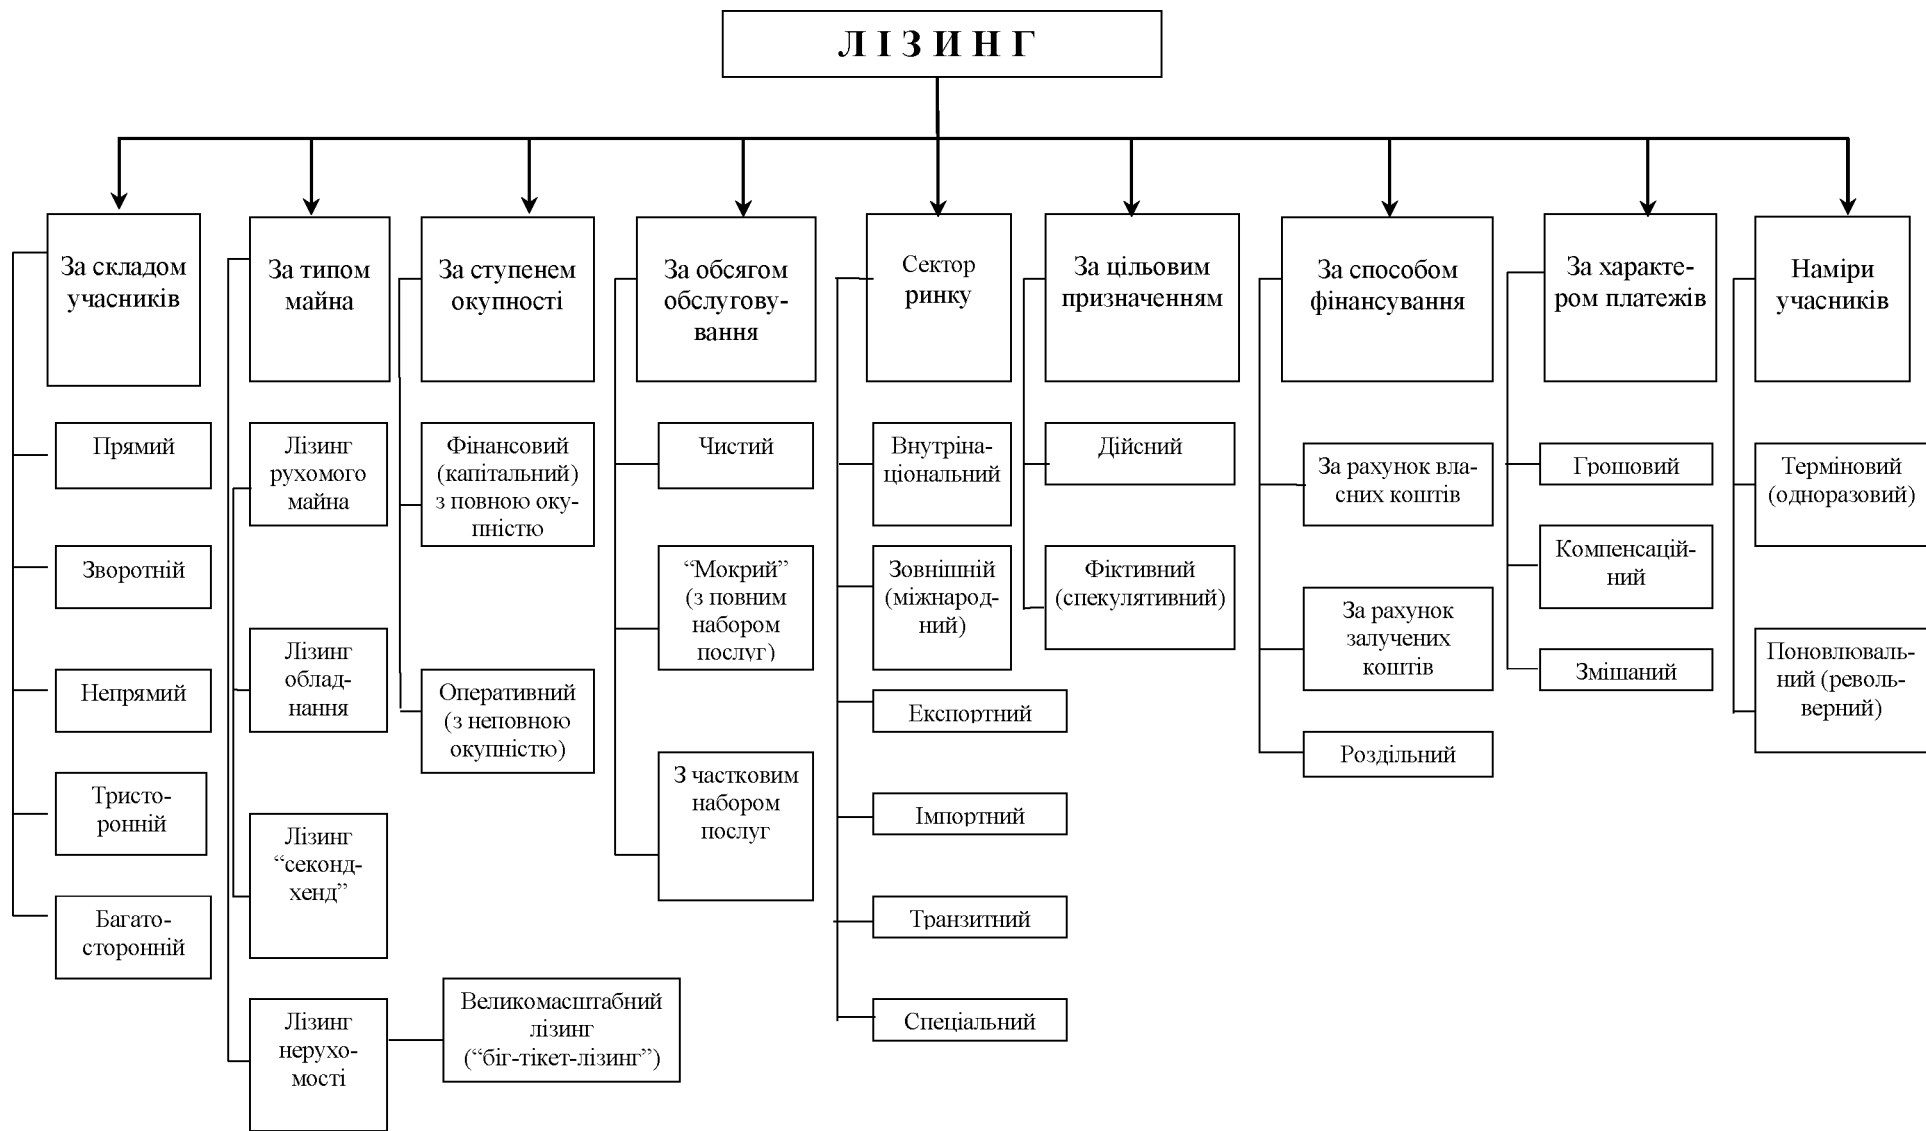 Л І З И Н Г
За складом
учасників
Прямий
Зворотній
Непрямий
Тристо-
ронній
Багато-
сторонній
За типом
майна
Лізинг
рухомого
майна
Лізинг
облад-
нання
Лізинг
“секонд-
хенд”
Лізинг
нерухо-
мості
Великомасштабний
лізинг
(“біг-тікет-лізинг”)
За ступенем
окупності
Фінансовий
(капітальний)
з повною оку-
пністю
Оперативний
(з неповною
окупністю)
За обсягом
обслугову-
вання
Чистий
“Мокрий”
(з повним
набором
послуг)
З частковим
набором
послуг
Сектор
ринку
Внутріна-
ціональний
Зовнішній
(міжнарод-
ний)
Експортний
Імпортний
Транзитний
Спеціальний
За цільовим
призначенням
Дійсний
Фіктивний
(спекулятивний)
За способом
фінансування
За рахунок вла-
сних коштів
За рахунок
залучених
коштів
Роздільний
За характе-
ром платежів
Грошовий
Компенсацій-
ний
Змішаний
Наміри
учасників
Терміновий
(одноразовий)
Поновлюваль-
ний (револь-
верний)